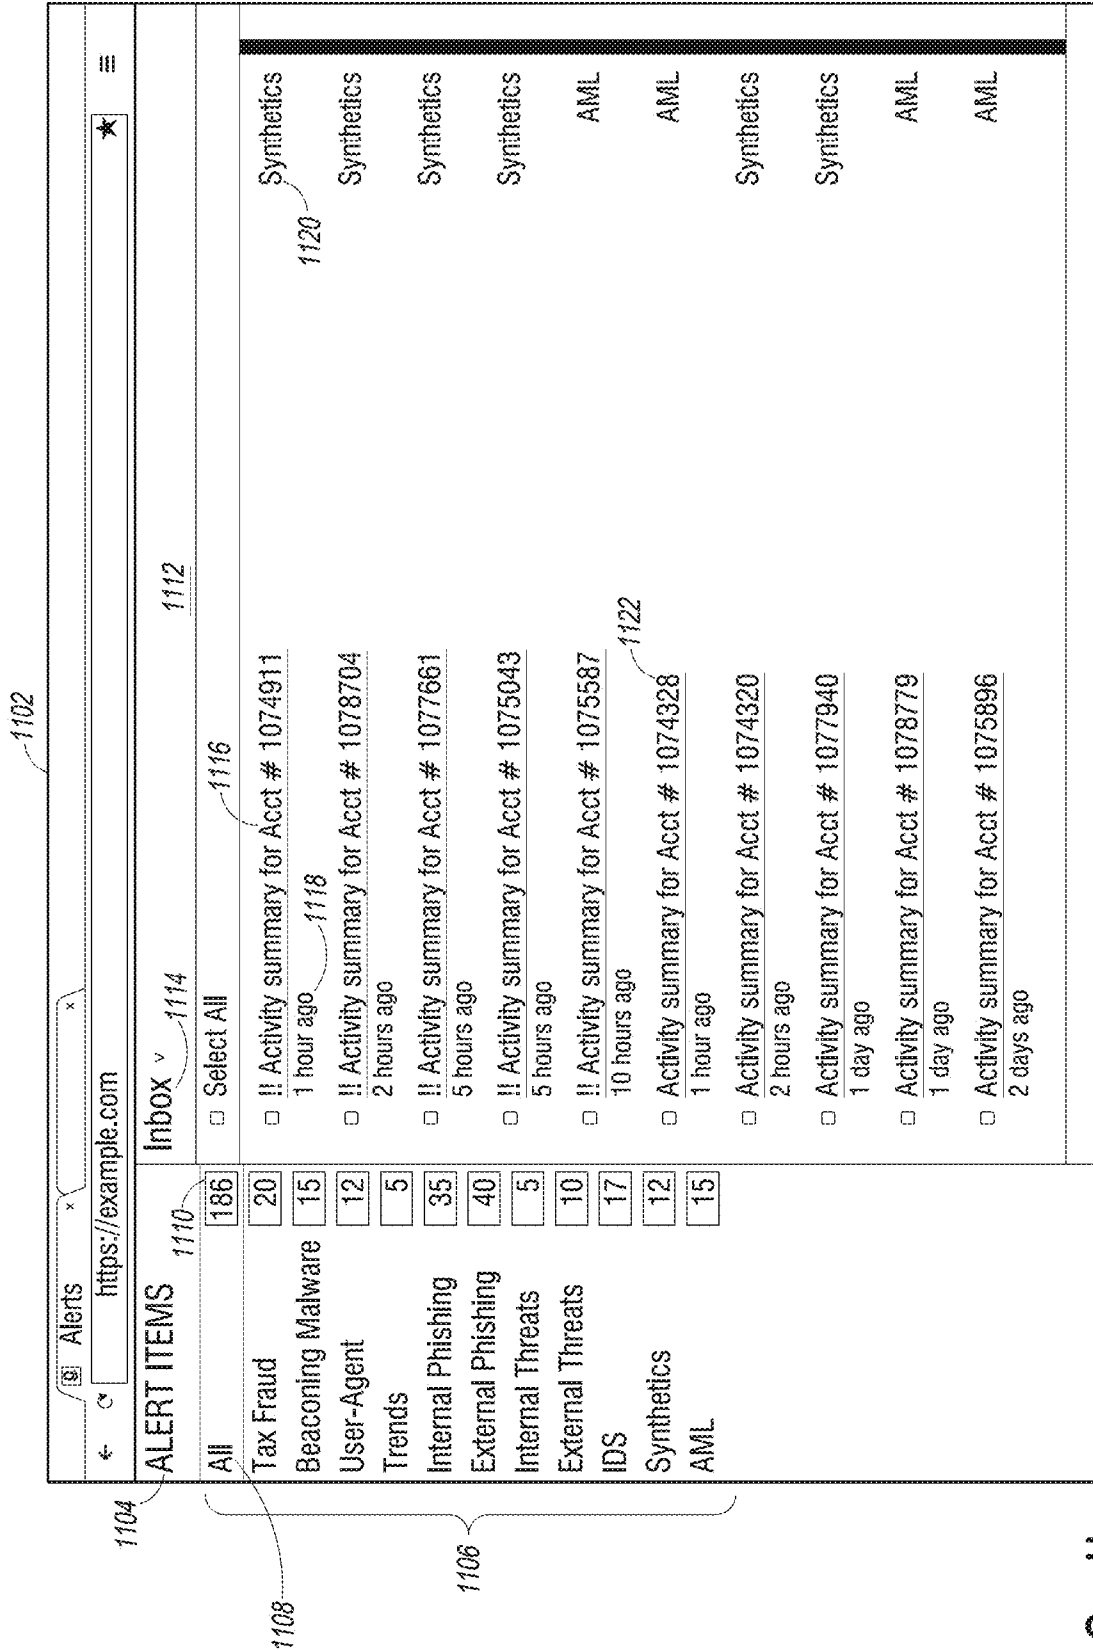 1102
Alerts x x
https://example.com
1104
ALERT ITEMS
1110
1108
1106
All 186
Tax Fraud 20
Beaconing Malware 15
User-Agent 12
Trends 5
Internal Phishing 35
External Phishing 40
Internal Threats 5
External Threats 10
IDS 17
Synthetics 12
AML 15
Inbox v
1114
1112
Select All
1116
!! Activity summary for Acct # 1074911 Synthetics
1 hour ago
1118
1120
!! Activity summary for Acct # 1078704 Synthetics
2 hours ago
!! Activity summary for Acct # 1077661 Synthetics
5 hours ago
!! Activity summary for Acct # 1075043 Synthetics
5 hours ago
!! Activity summary for Acct # 1075587 AML
10 hours ago
1122
Activity summary for Acct # 1074328 AML
1 hour ago
Activity summary for Acct # 1074320 Synthetics
2 hours ago
Activity summary for Acct # 1077940 Synthetics
1 day ago
Activity summary for Acct # 1078779 AML
1 day ago
Activity summary for Acct # 1075896 AML
2 days ago